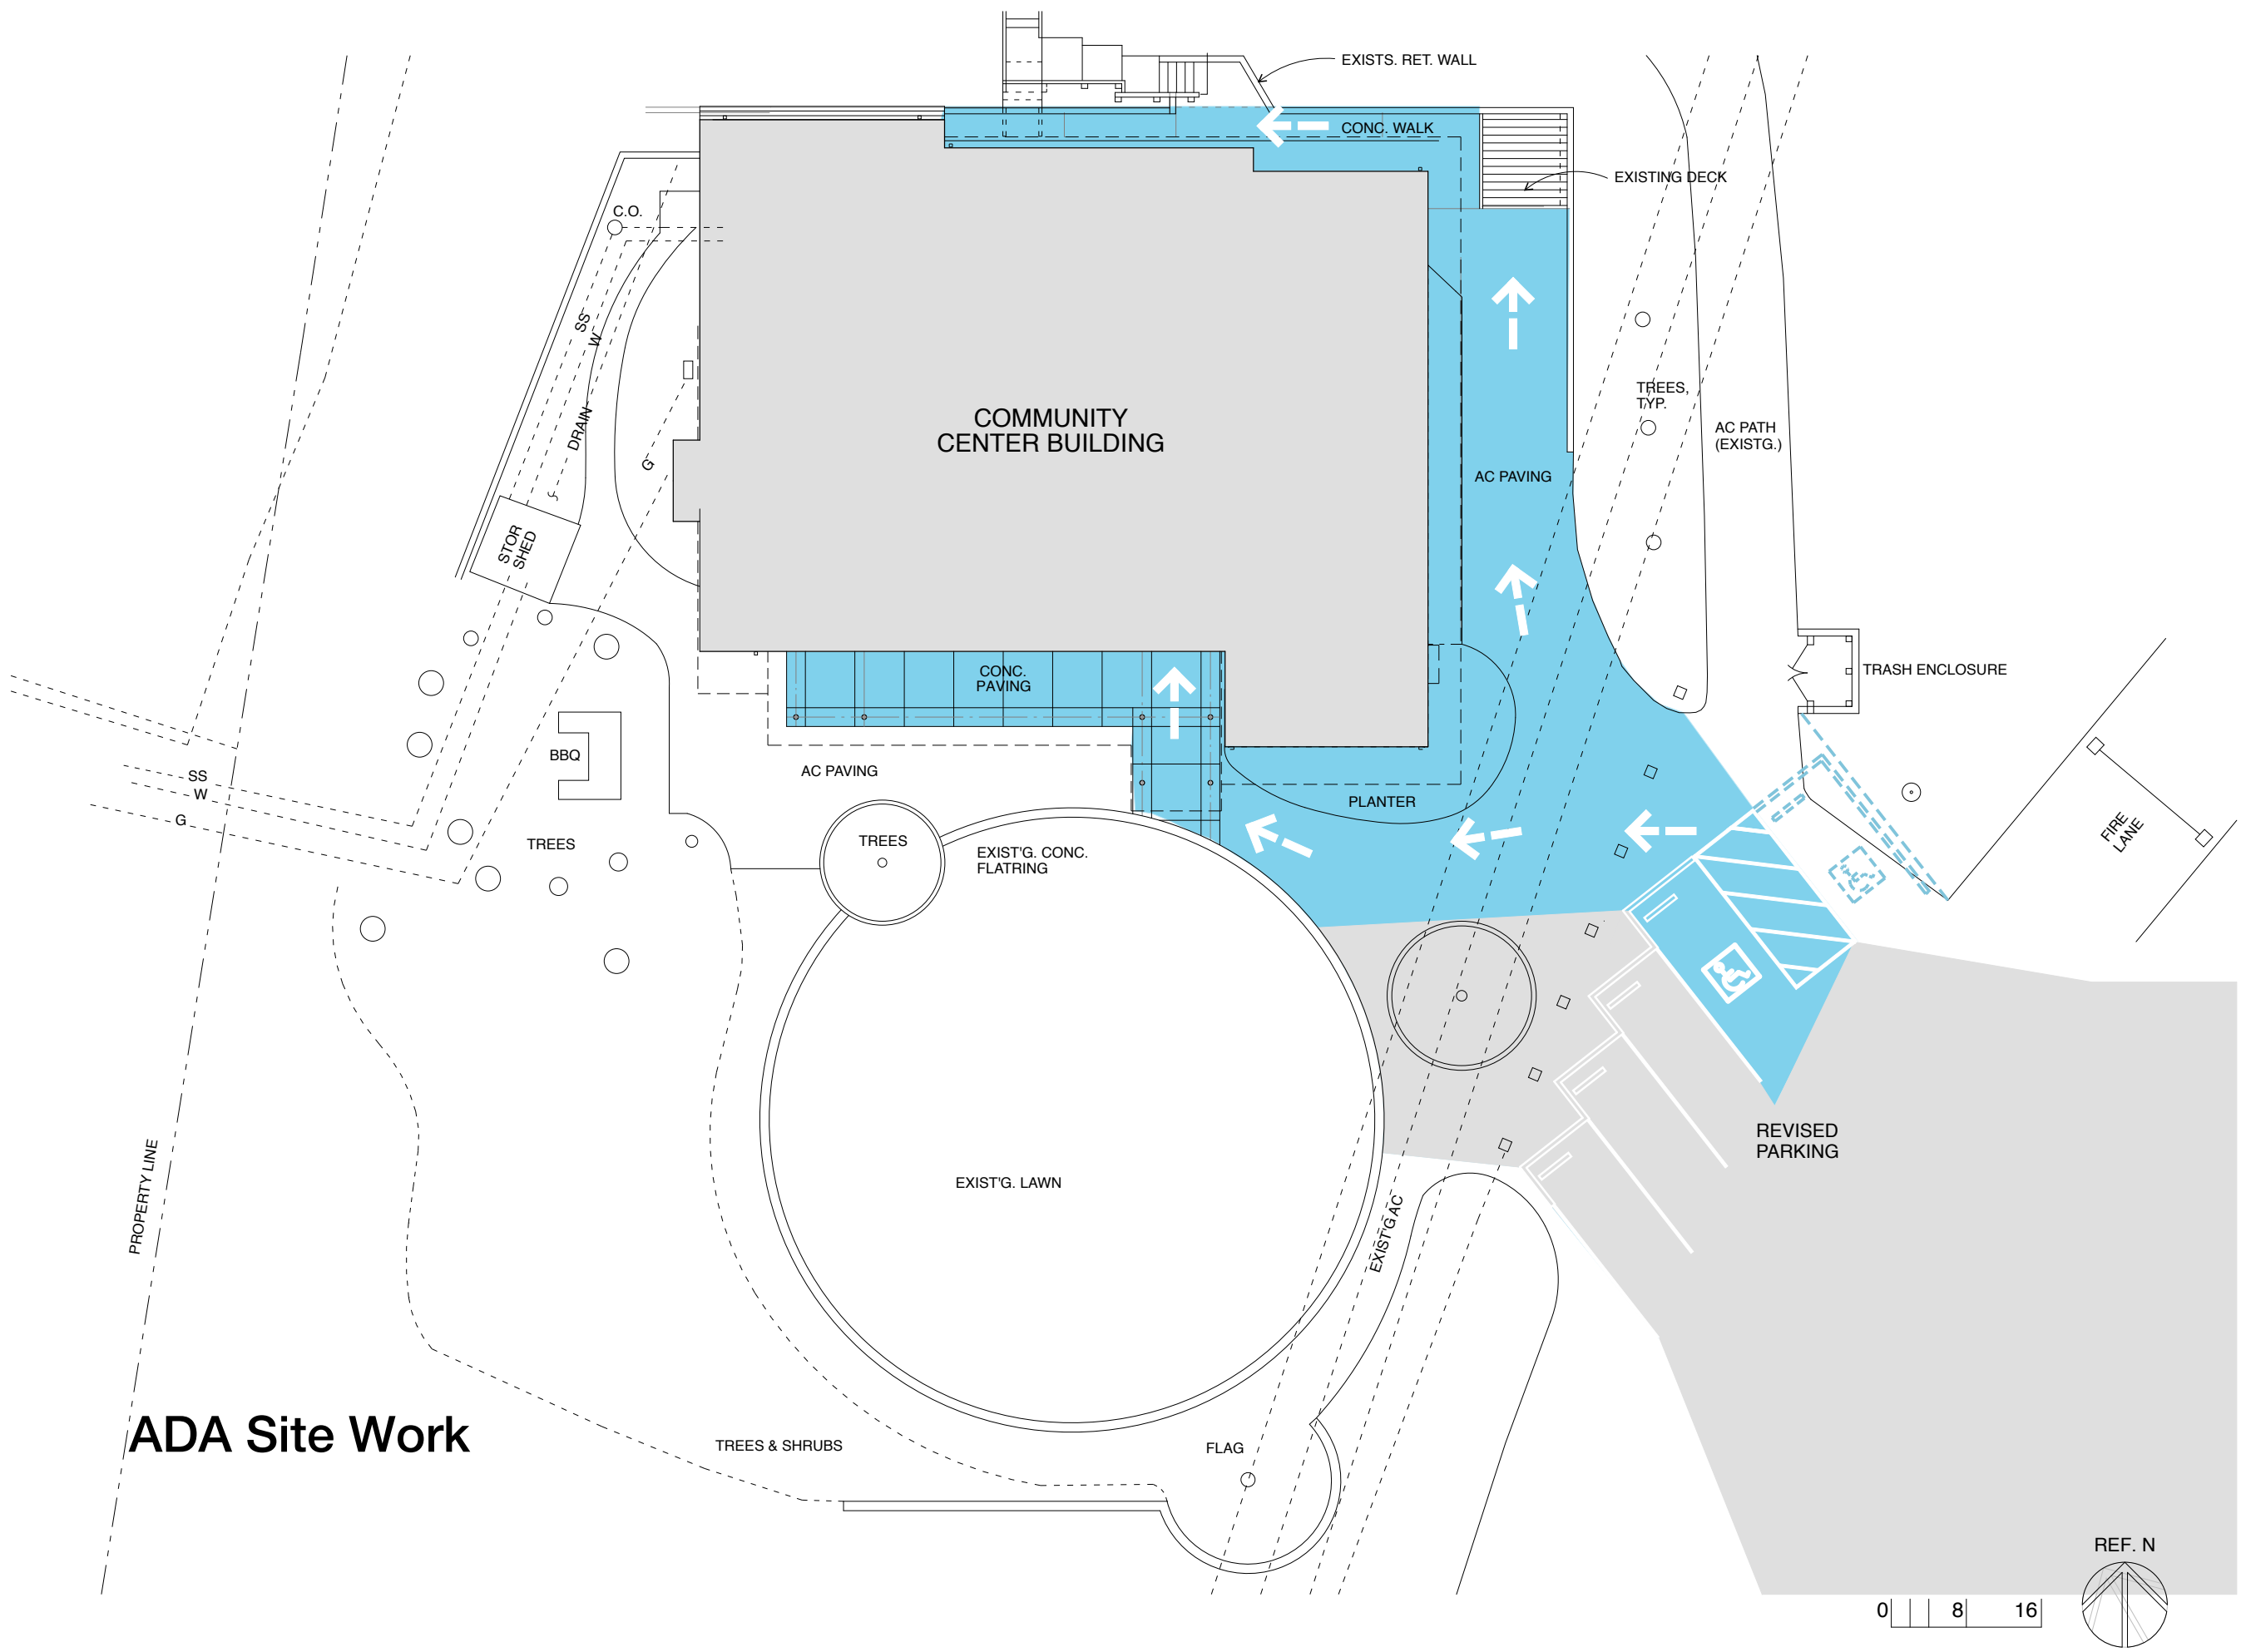 EXISTS. RET. WALL
CONC. WALK
EXISTING DECK
C.O.
SS
W
DRAIN
G
COMMUNITY
CENTER BUILDING
TREES,
TYP.
AC PATH
(EXISTG.)
AC PAVING
STOR
SHED
CONC.
PAVING
TRASH ENCLOSURE
BBQ
AC PAVING
SS
W
G
PLANTER
FIRE
LANE
TREES
TREES
EXIST'G. CONC.
FLATRING
REVISED
PARKING
PROPERTY LINE
EXIST'G. LAWN
EXIST'G AC
ADA Site Work
TREES & SHRUBS
FLAG
REF. N
0 8 16